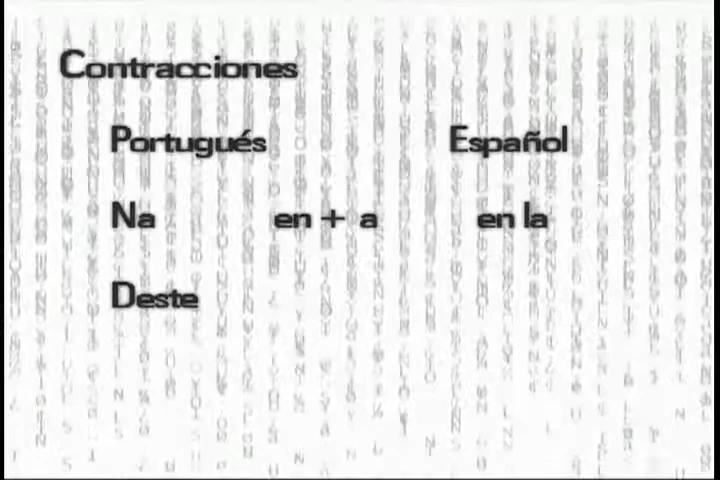 Contracciones
Portugués Español
Na en + a en la
Deste